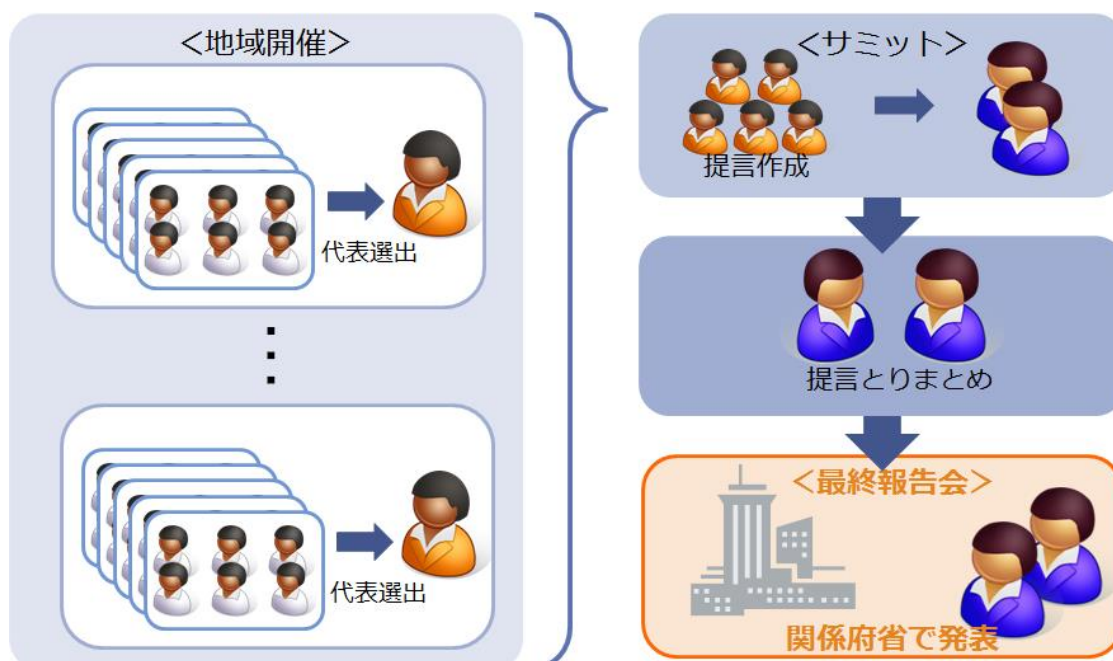 ＜地域開催＞
代表選出
代表選出
＜サミット＞
提言作成
提言とりまとめ
＜最終報告会＞
関係府省で発表